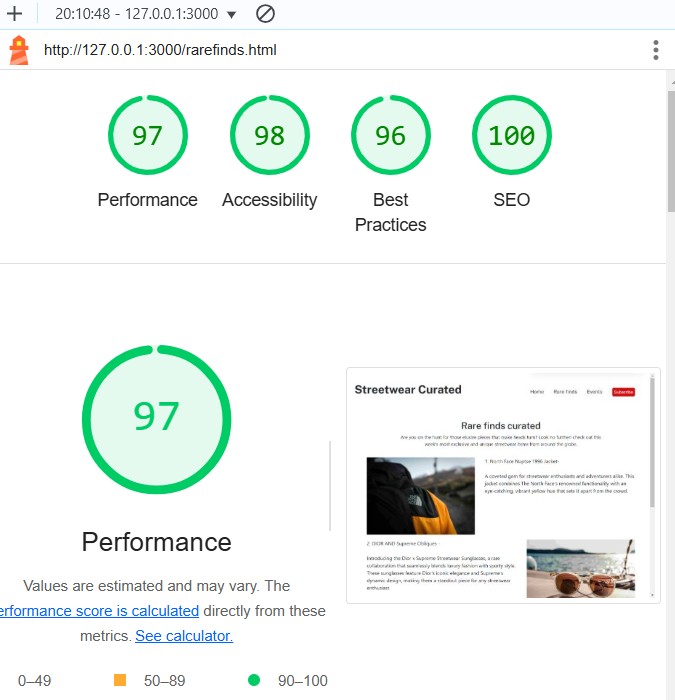 20:10:48 - 127.0.0.1:3000
http://127.0.0.1:3000/rarefinds.html
97
98
96
100
Performance
Accessibility
Best
Practices
SEO
97
Performance
Values are estimated and may vary. The
erformance score is calculated directly from these
metrics. See calculator.
0–49
50–89
90–100
Streetwear Curated
Home
Rare finds
Events
Subscribe
Rare finds curated
Are you on the hunt for those elusive pieces that make heads turn? Look no further! check out this
world's most exclusive and unique streetwear finds from around the globe.
1. North Face Nuptse 1996 Jacket-
A coveted gem for streetwear enthusiasts and adventurers alike. This
jacket combines The North Face's renowned functionality with an
eye-catching, vibrant yellow hue that sets it apart from the crowd.
2. DIOR AND Supreme Obliques -
Introducing the Dior x Supreme Streetwear Sunglasses, a rare
collaboration that seamlessly blends luxury fashion with sporty style.
These sunglasses feature Dior's iconic elegance and Supreme's
dynamic design, making them a standout piece for any streetwear
enthusiast.